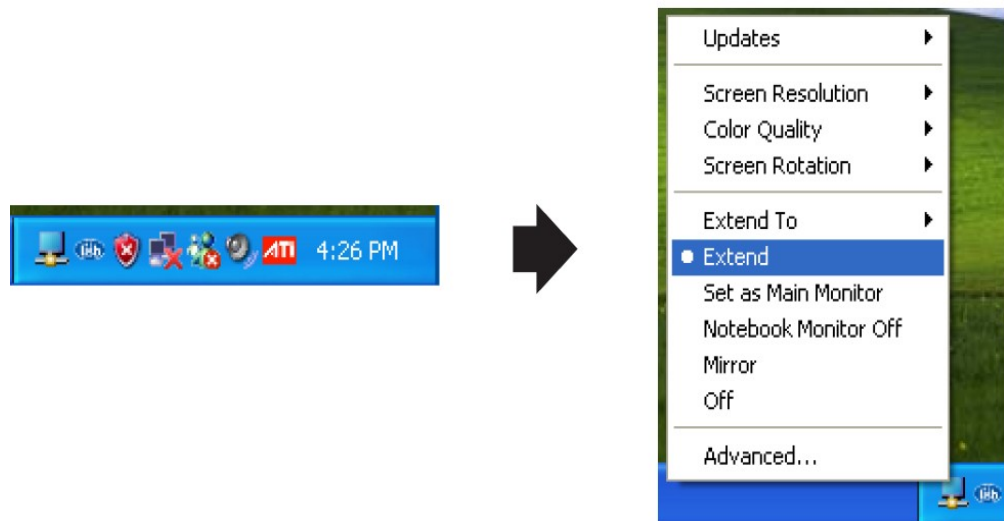 ATI 4:26 PM
Updates
Screen Resolution
Color Quality
Screen Rotation
Extend To
Extend
Set as Main Monitor
Notebook Monitor Off
Mirror
Off
Advanced...